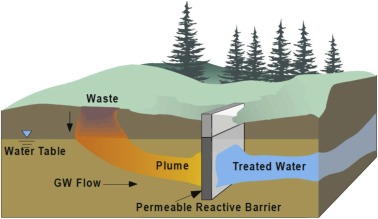 Waste
Water Table
Plume
Treated Water
GW Flow
Permeable Reactive Barrier